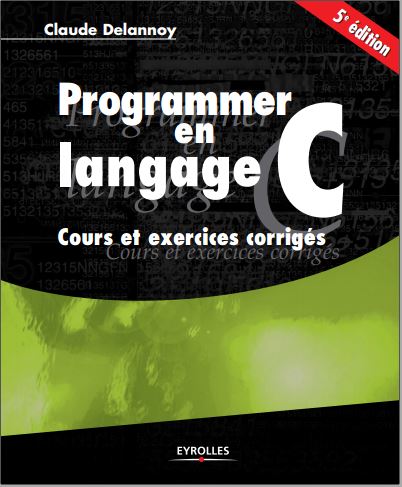 Claude Delannoy
5e édition
Programmer
en
langage C
Cours et exercices corrigés
EYROLLES